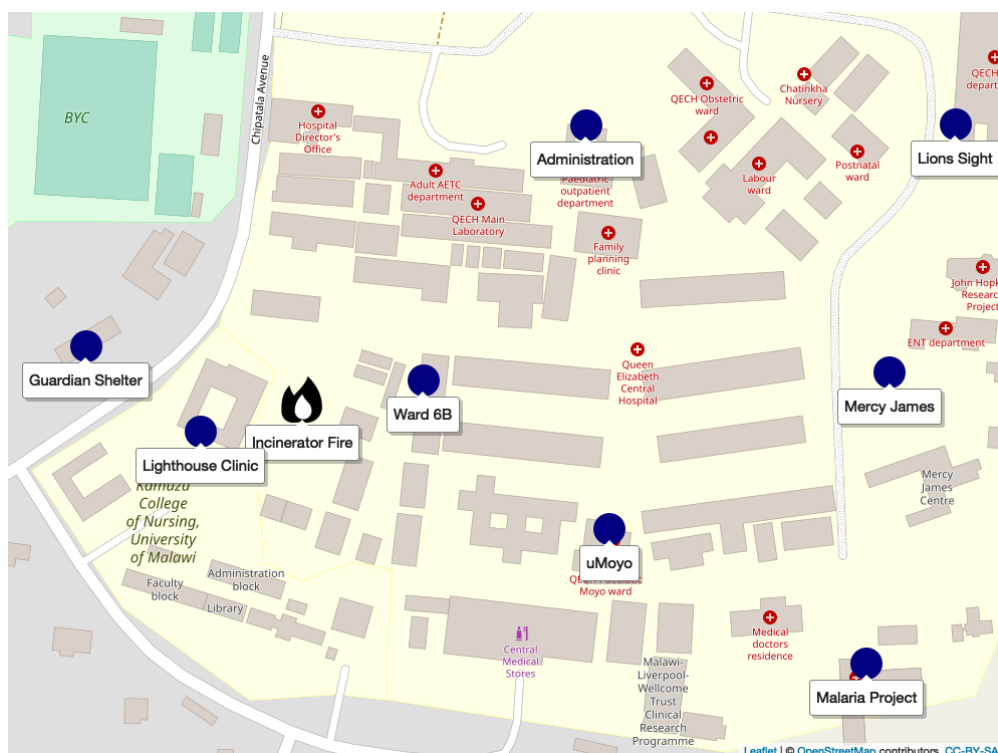 BYC
Chipatala Avenue
Hospital
Director's
Office
Adult AETC
department
QECH Main
Laboratory
Administration
Paediatric
outpatient
department
Family
planning
clinic
QECH Obstetric
ward
Chatinkha
Nursery
Labour
ward
Postnatal
ward
QECH
depart
Lions Sight
John Hopk
Research
Project
ENT department
Guardian Shelter
Queen
Elizabeth
Central
Hospital
Ward 6B
Mercy James
Incinerator Fire
Lighthouse Clinic
Kamuzu
College
of Nursing,
University
of Malawi
Mercy
James
Centre
uMoyo
Moyo ward
Administration
block
Faculty
block
Library
Central
Medical
Stores
Medical
doctors
residence
Malawi-
Liverpool-
Wellcome
Trust
Clinical
Research
Programme
Malaria Project
Leaflet | © OpenStreetMap contributors, CC-BY-SA